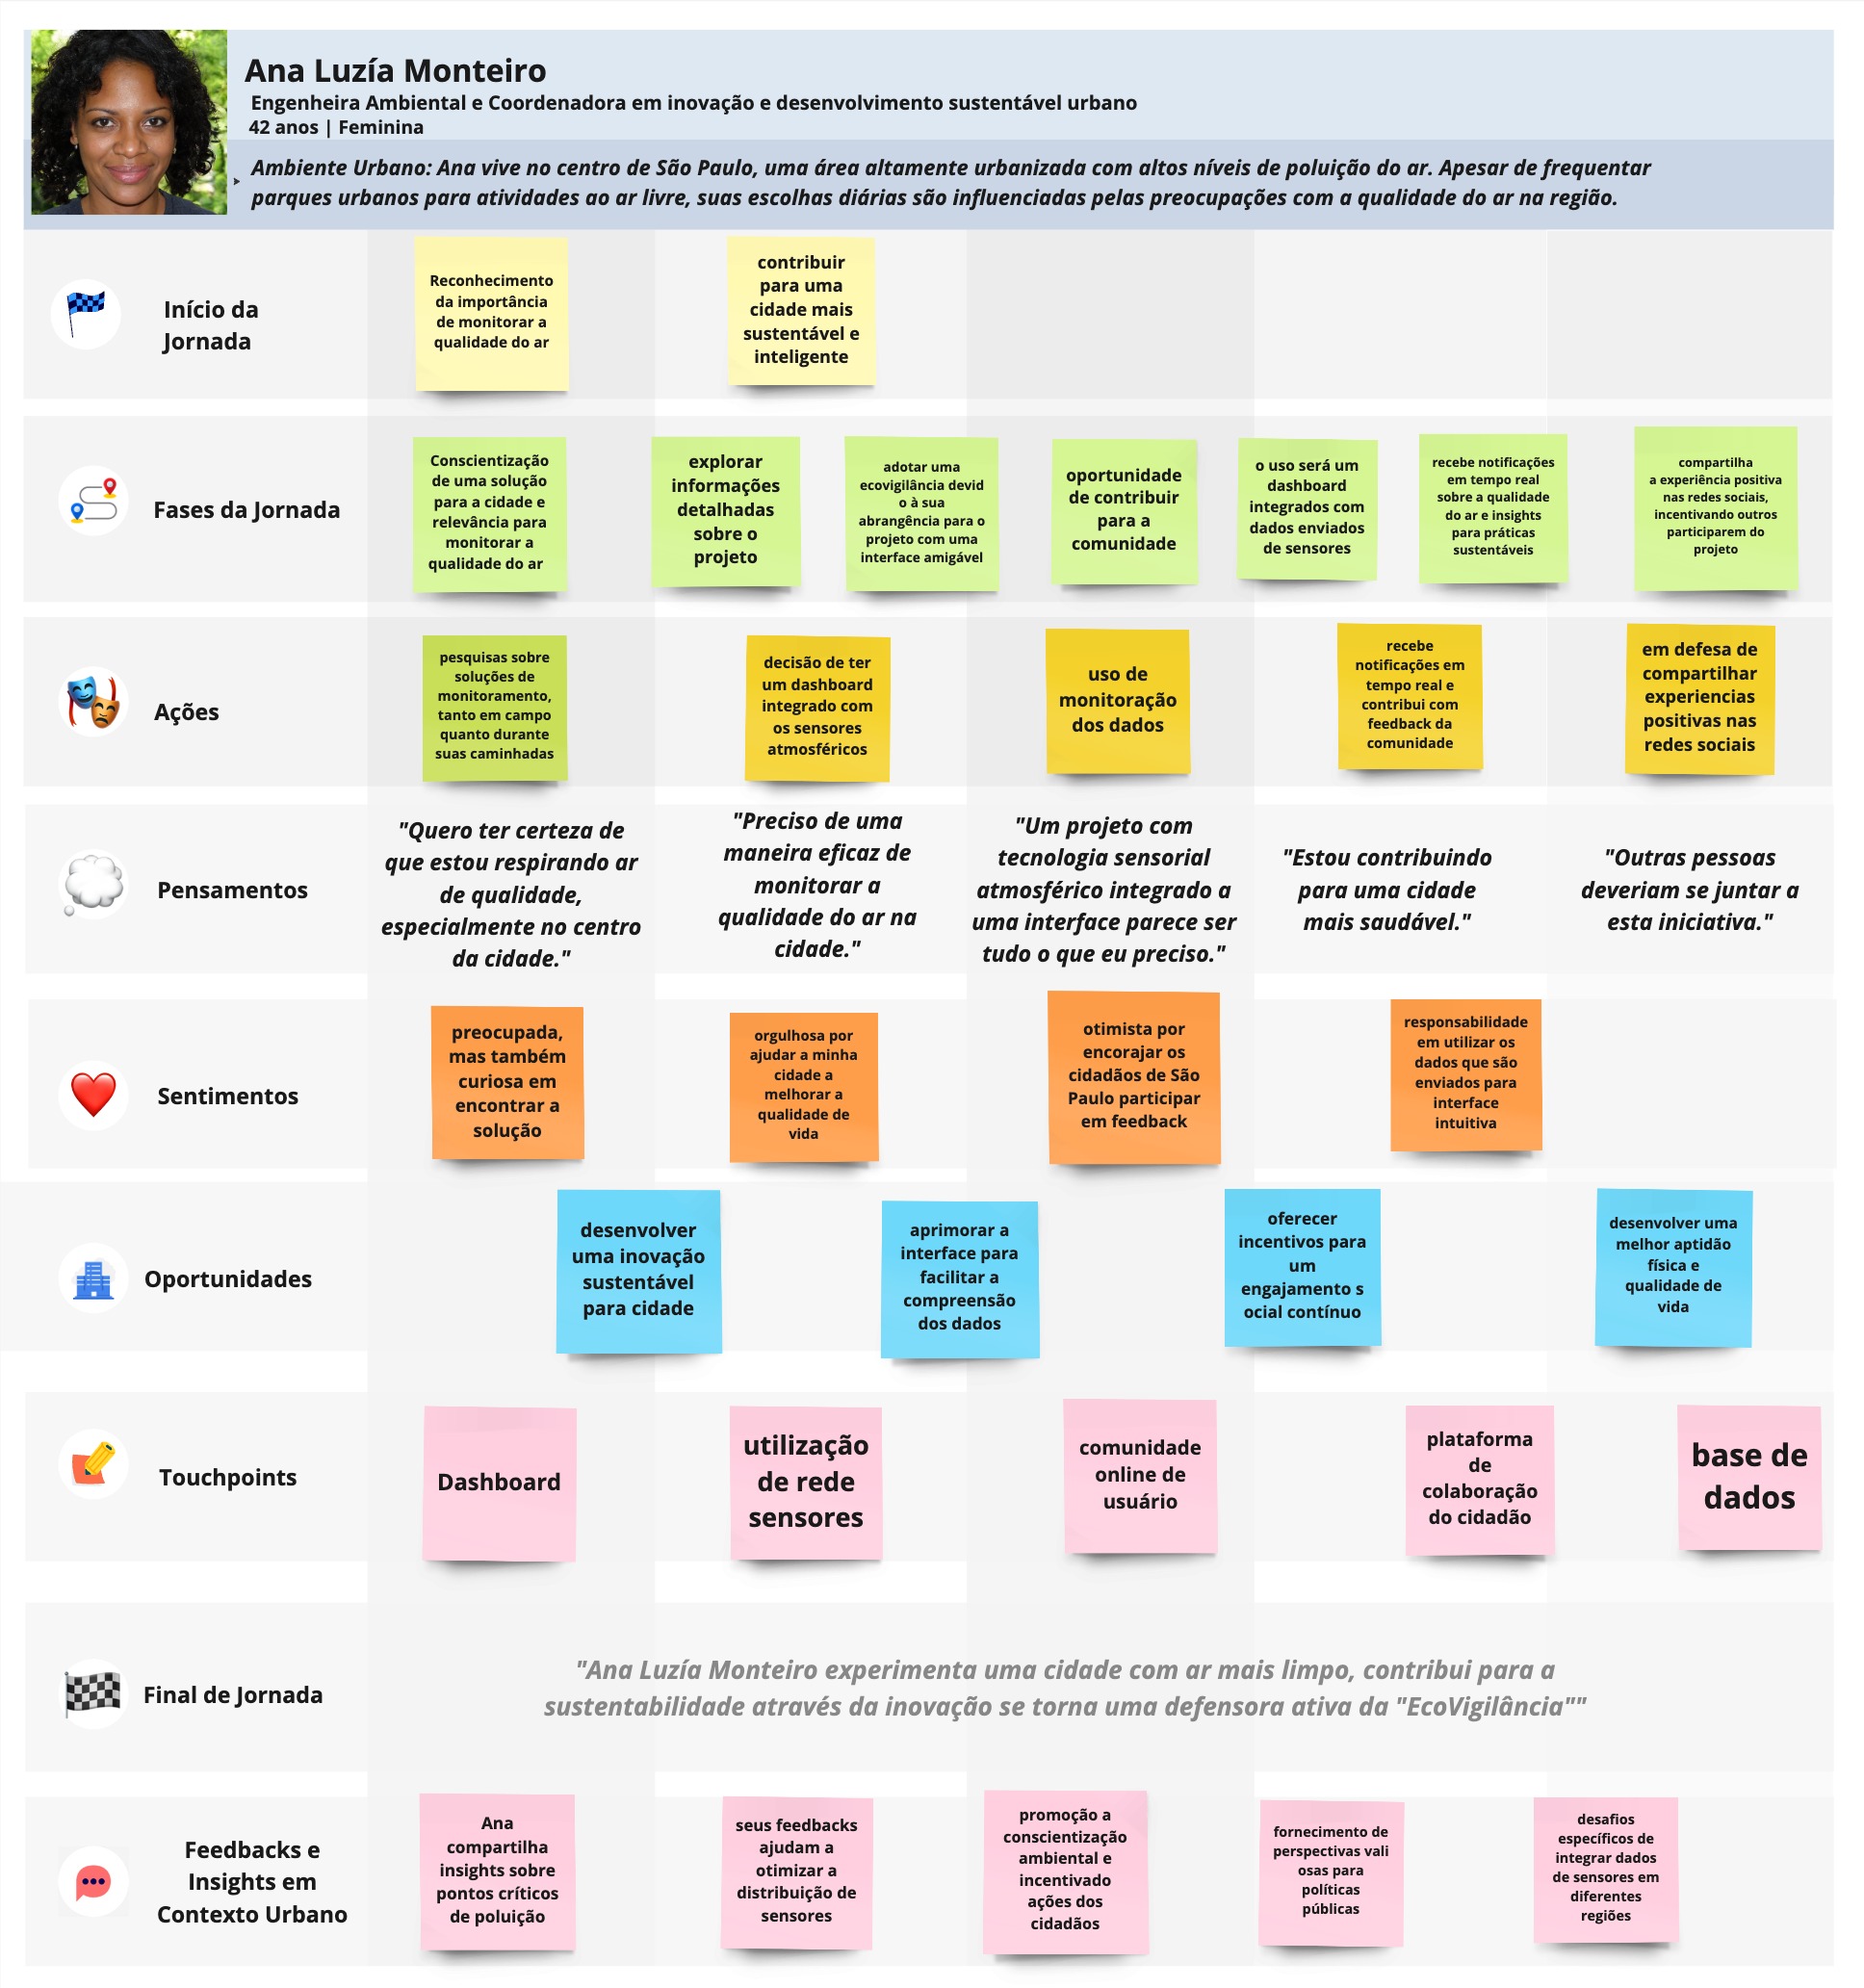 Ana Luzía Monteiro
Engenheira Ambiental e Coordenadora em inovação e desenvolvimento sustentável urbano
42 anos | Feminina
Ambiente Urbano: Ana vive no centro de São Paulo, uma área altamente urbanizada com altos níveis de poluição do ar. Apesar de frequentar
parques urbanos para atividades ao ar livre, suas escolhas diárias são influenciadas pelas preocupações com a qualidade do ar na região.
Início da
Jornada
Reconhecimento
da importância
de monitorar a
qualidade do ar
contribuir
para uma
cidade mais
sustentável e
inteligente
Fases da Jornada
Conscientização
de uma solução
para a cidade e
relevância para
monitorar a
qualidade do ar
explorar
informações
detalhadas
sobre o
projeto
adotar uma
ecovigilância devid
o à sua
abrangência para o
projeto com uma
interface amigável
oportunidade
de contribuir
para a
comunidade
o uso será um
dashboard
integrados com
dados enviados
de sensores
recebe notificações
em tempo real
sobre a qualidade
do ar e insights
para práticas
sustentáveis
compartilha
a experiência positiva
nas redes sociais,
incentivando outros
participarem do
projeto
Ações
pesquisas sobre
soluções de
monitoramento,
tanto em campo
quanto durante
suas caminhadas
decisão de ter
um dashboard
integrado com
os sensores
atmosféricos
uso de
monitoração
dos dados
recebe
notificações em
tempo real e
contribui com
feedback da
comunidade
em defesa de
compartilhar
experiencias
positivas nas
redes sociais
Pensamentos
"Quero ter certeza de
que estou respirando ar
de qualidade,
especialmente no centro
da cidade."
"Preciso de uma
maneira eficaz de
monitorar a
qualidade do ar na
cidade."
"Um projeto com
tecnologia sensorial
atmosférico integrado a
uma interface parece ser
tudo o que eu preciso."
"Estou contribuindo
para uma cidade
mais saudável."
"Outras pessoas
deveriam se juntar a
esta iniciativa."
Sentimentos
preocupada,
mas também
curiosa em
encontrar a
solução
orgulhosa por
ajudar a minha
cidade a
melhorar a
qualidade de
vida
otimista por
encorajar os
cidadãos de São
Paulo participar
em feedback
responsabilidade
em utilizar os
dados que são
enviados para
interface
intuitiva
Oportunidades
desenvolver
uma inovação
sustentável
para cidade
aprimorar a
interface para
facilitar a
compreensão
dos dados
oferecer
incentivos para
um
engajamento s
ocial contínuo
desenvolver uma
melhor aptidão
física e
qualidade de
vida
Touchpoints
Dashboard
utilização
de rede
sensores
comunidade
online de
usuário
plataforma
de
colaboração
do cidadão
base de
dados
Final de Jornada
"Ana Luzía Monteiro experimenta uma cidade com ar mais limpo, contribui para a
sustentabilidade através da inovação se torna uma defensora ativa da "EcoVigilância""
Feedbacks e
Insights em
Contexto Urbano
Ana
compartilha
insights sobre
pontos críticos
de poluição
seus feedbacks
ajudam a
otimizar a
distribuição de
sensores
promoção a
conscientização
ambiental e
incentivado
ações dos
cidadãos
fornecimento de
perspectivas vali
osas para
políticas
públicas
desafios
específicos de
integrar dados
de sensores em
diferentes
regiões